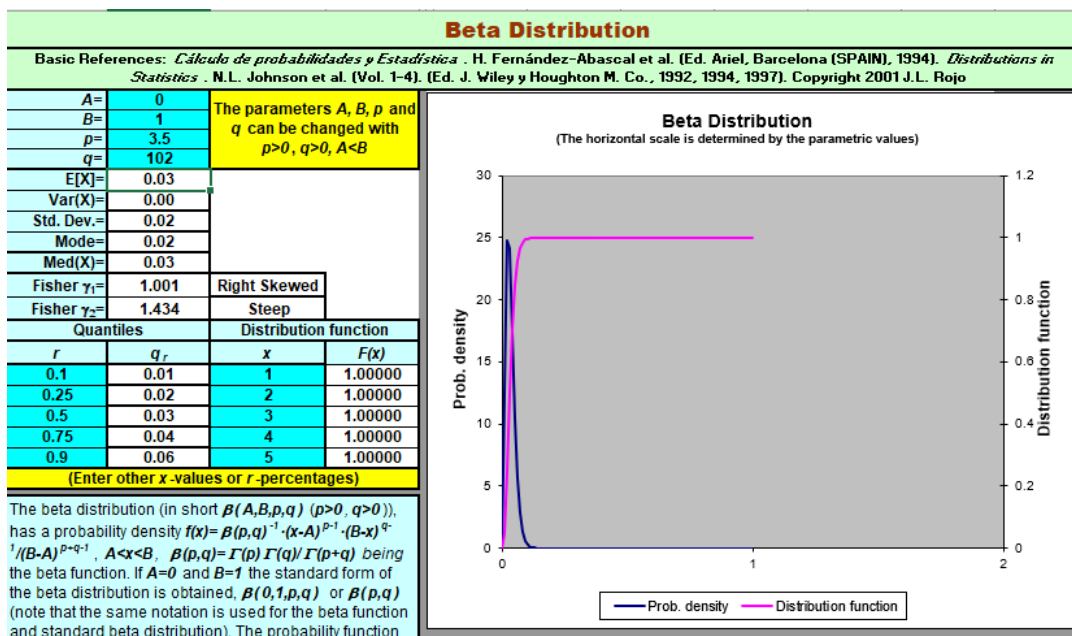 Beta Distribution
Basic References: Cálculo de probabilidades y Estadística . H. Fernández-Abascal et al. (Ed. Ariel, Barcelona (SPAIN), 1994). Distributions in
Statistics . N.L. Johnson et al. (Vol. 1-4). (Ed. J. Wiley y Houghton M. Co., 1992, 1994, 1997). Copyright 2001 J.L. Rojo
A= 0
B= 1
p= 3.5
q= 102
The parameters A, B, p and
q can be changed with
p>0 , q>0, A<B
E[X]= 0.03
Var(X)= 0.00
Std. Dev.= 0.02
Mode= 0.02
Med(X)= 0.03
Fisher γ₁= 1.001 Right Skewed
Fisher γ₂= 1.434 Steep
Quantiles Distribution function
r q r x F(x)
0.1 0.01 1 1.00000
0.25 0.02 2 1.00000
0.5 0.03 3 1.00000
0.75 0.04 4 1.00000
0.9 0.06 5 1.00000
(Enter other x -values or r -percentages)
The beta distribution (in short β(A,B,p,q) (p>0 , q>0)),
has a probability density f(x)= β(p,q)⁻¹·(x-A)ᵖ⁻¹·(B-x)^q-
1/(B-A)^p+q-1 , A<x<B, β(p,q)=Γ(p) Γ(q)/Γ(p+q) being
the beta function. If A=0 and B=1 the standard form of
the beta distribution is obtained, β(0,1,p,q) or β(p,q)
(note that the same notation is used for the beta function
and standard beta distribution). The probability function
Beta Distribution
(The horizontal scale is determined by the parametric values)
30
25
20
15
10
5
0
Prob. density
1.2
1
0.8
0.6
0.4
0.2
0
Distribution function
0 1 2
Prob. density Distribution function